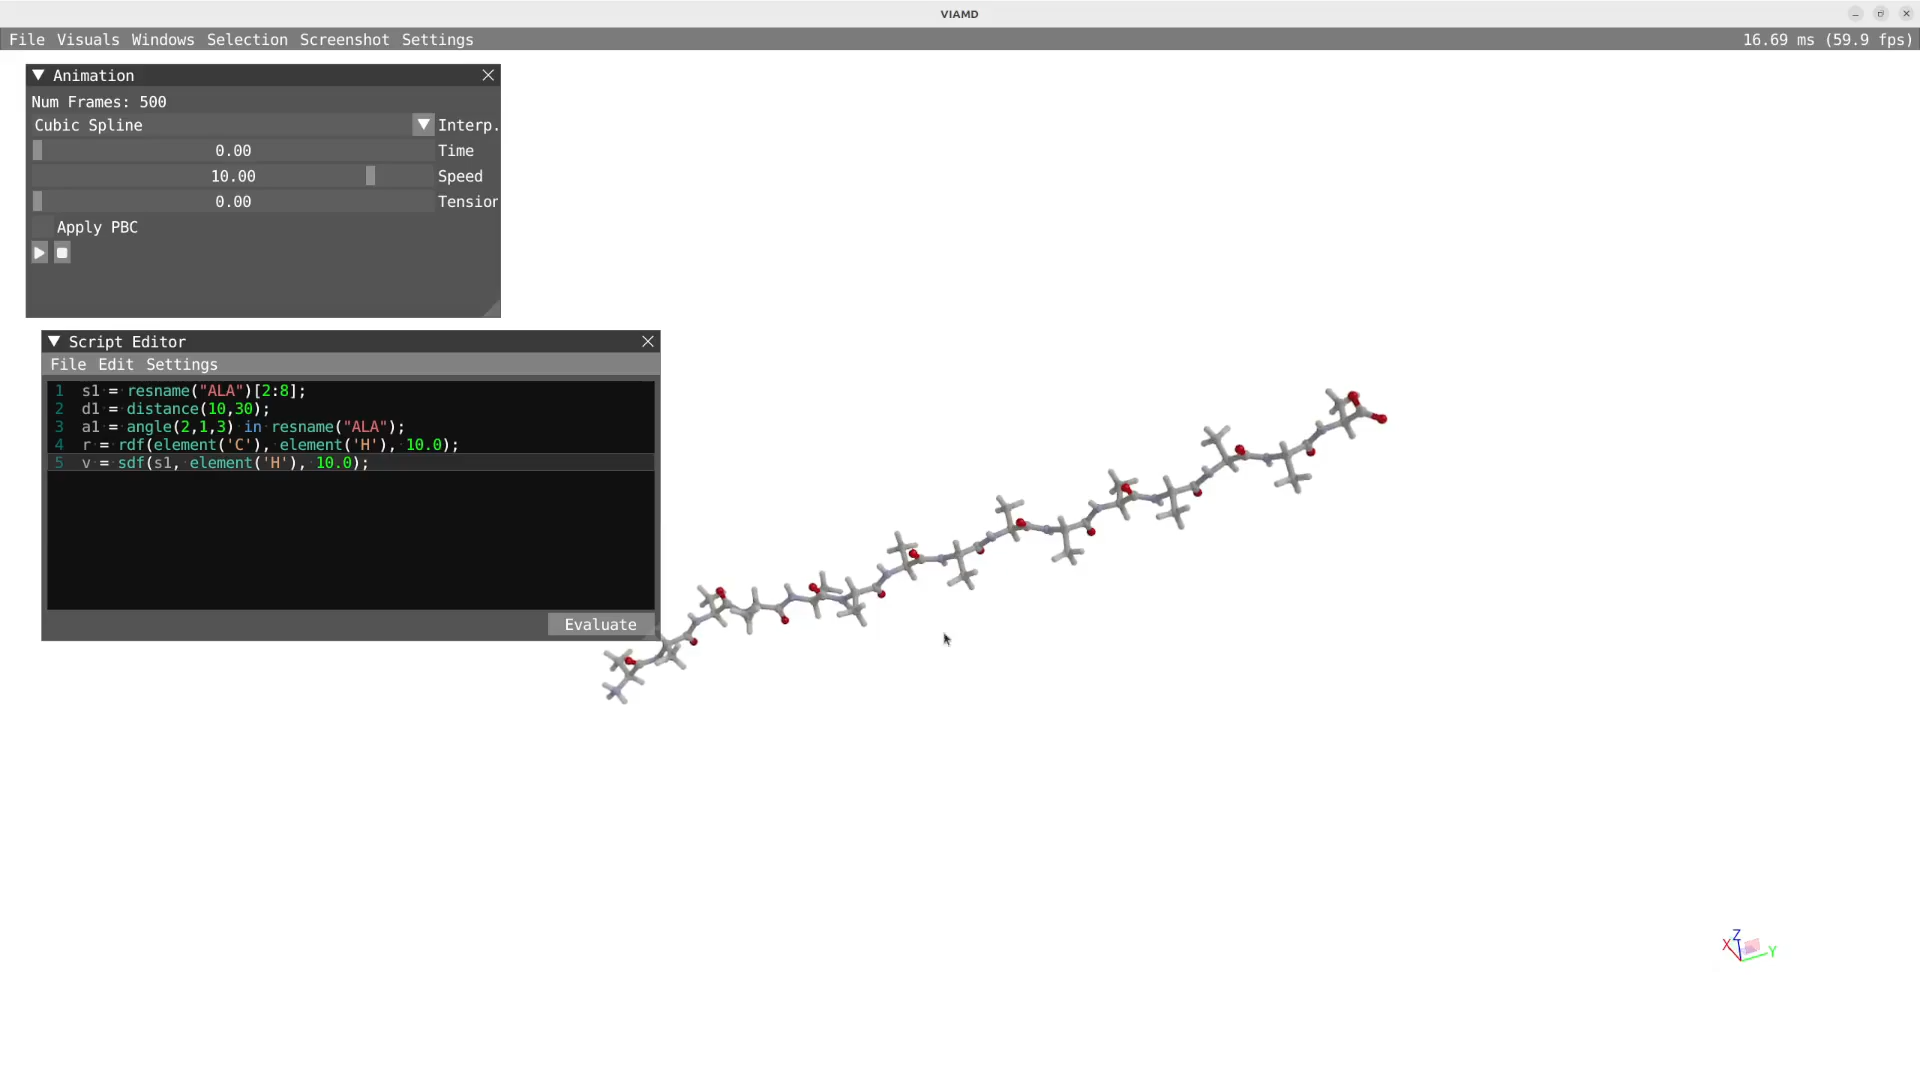 VIAMD
File Visuals Windows Selection Screenshot Settings
16.69 ms (59.9 fps)
Animation
Num Frames: 500
Cubic Spline
Interp.
0.00
Time
10.00
Speed
0.00
Tension
Apply PBC
Script Editor
File Edit Settings
1 s1 = resname("ALA")[2:8];
2 d1 = distance(10,30);
3 a1 = angle(2,1,3) in resname("ALA");
4 r = rdf(element('C'), element('H'), 10.0);
5 v = sdf(s1, element('H'), 10.0);
Evaluate
Z
X
Y